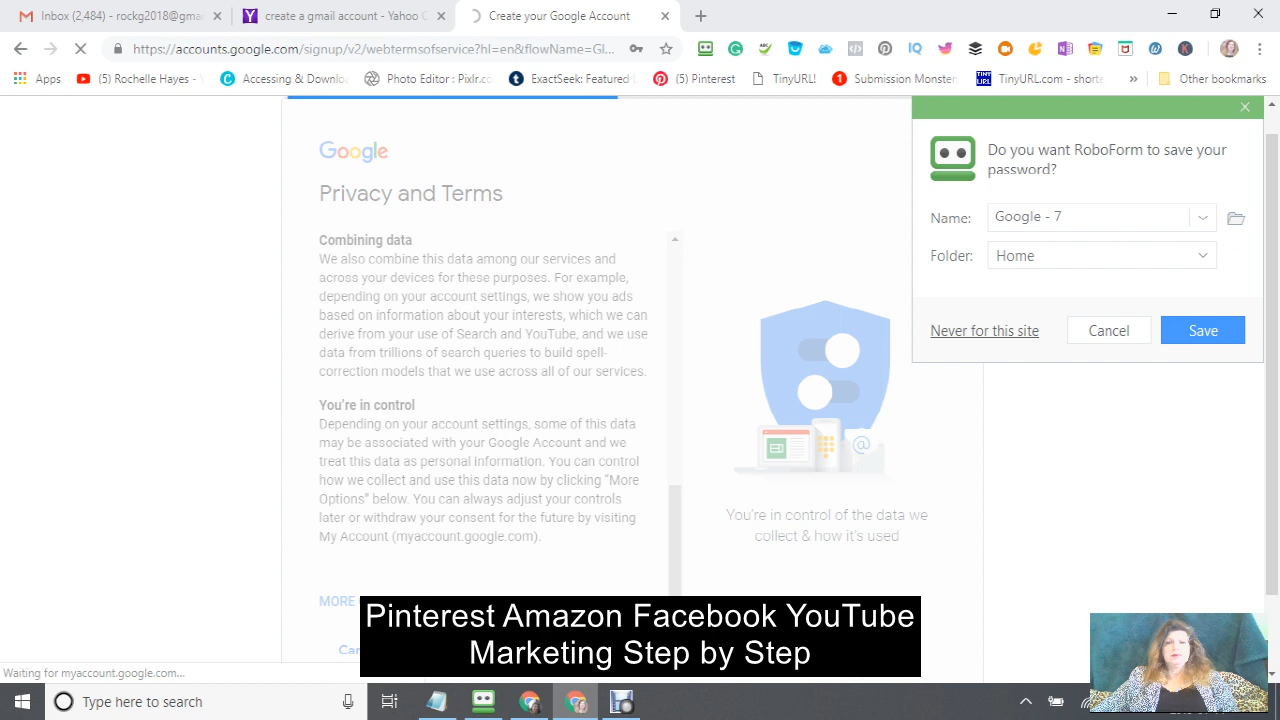 Inbox (2,484) - rockg2018@gma
create a gmail account - Yahoo
Create your Google Account
https://accounts.google.com/signup/v2/webtermsofservice?hl=en&flowName=Gl...
Apps
(5) Rochelle Hayes -
Accessing & Downlo
Photo Editor : Pixlr.co
ExactSeek: Featured
(5) Pinterest
TinyURL!
Submission Monster
TinyURL.com - shorte
»
Other bookmarks
Google
Privacy and Terms
Combining data
We also combine this data among our services and
across your devices for these purposes. For example,
depending on your account settings, we show you ads
based on information about your interests, which we can
derive from your use of Search and YouTube, and we use
data from trillions of search queries to build spell-
correction models that we use across all of our services.
You're in control
Depending on your account settings, some of this data
may be associated with your Google Account and we
treat this data as personal information. You can control
how we collect and use this data now by clicking “More
Options” below. You can always adjust your controls
later or withdraw your consent for the future by visiting
My Account (myaccount.google.com).
MORE
Can
You're in control of the data we
collect & how it's used
Do you want RoboForm to save your
password?
Name: Google - 7
Folder: Home
Never for this site
Cancel
Save
Pinterest Amazon Facebook YouTube
Marketing Step by Step
Waiting for myaccount.google.com...
Type here to search